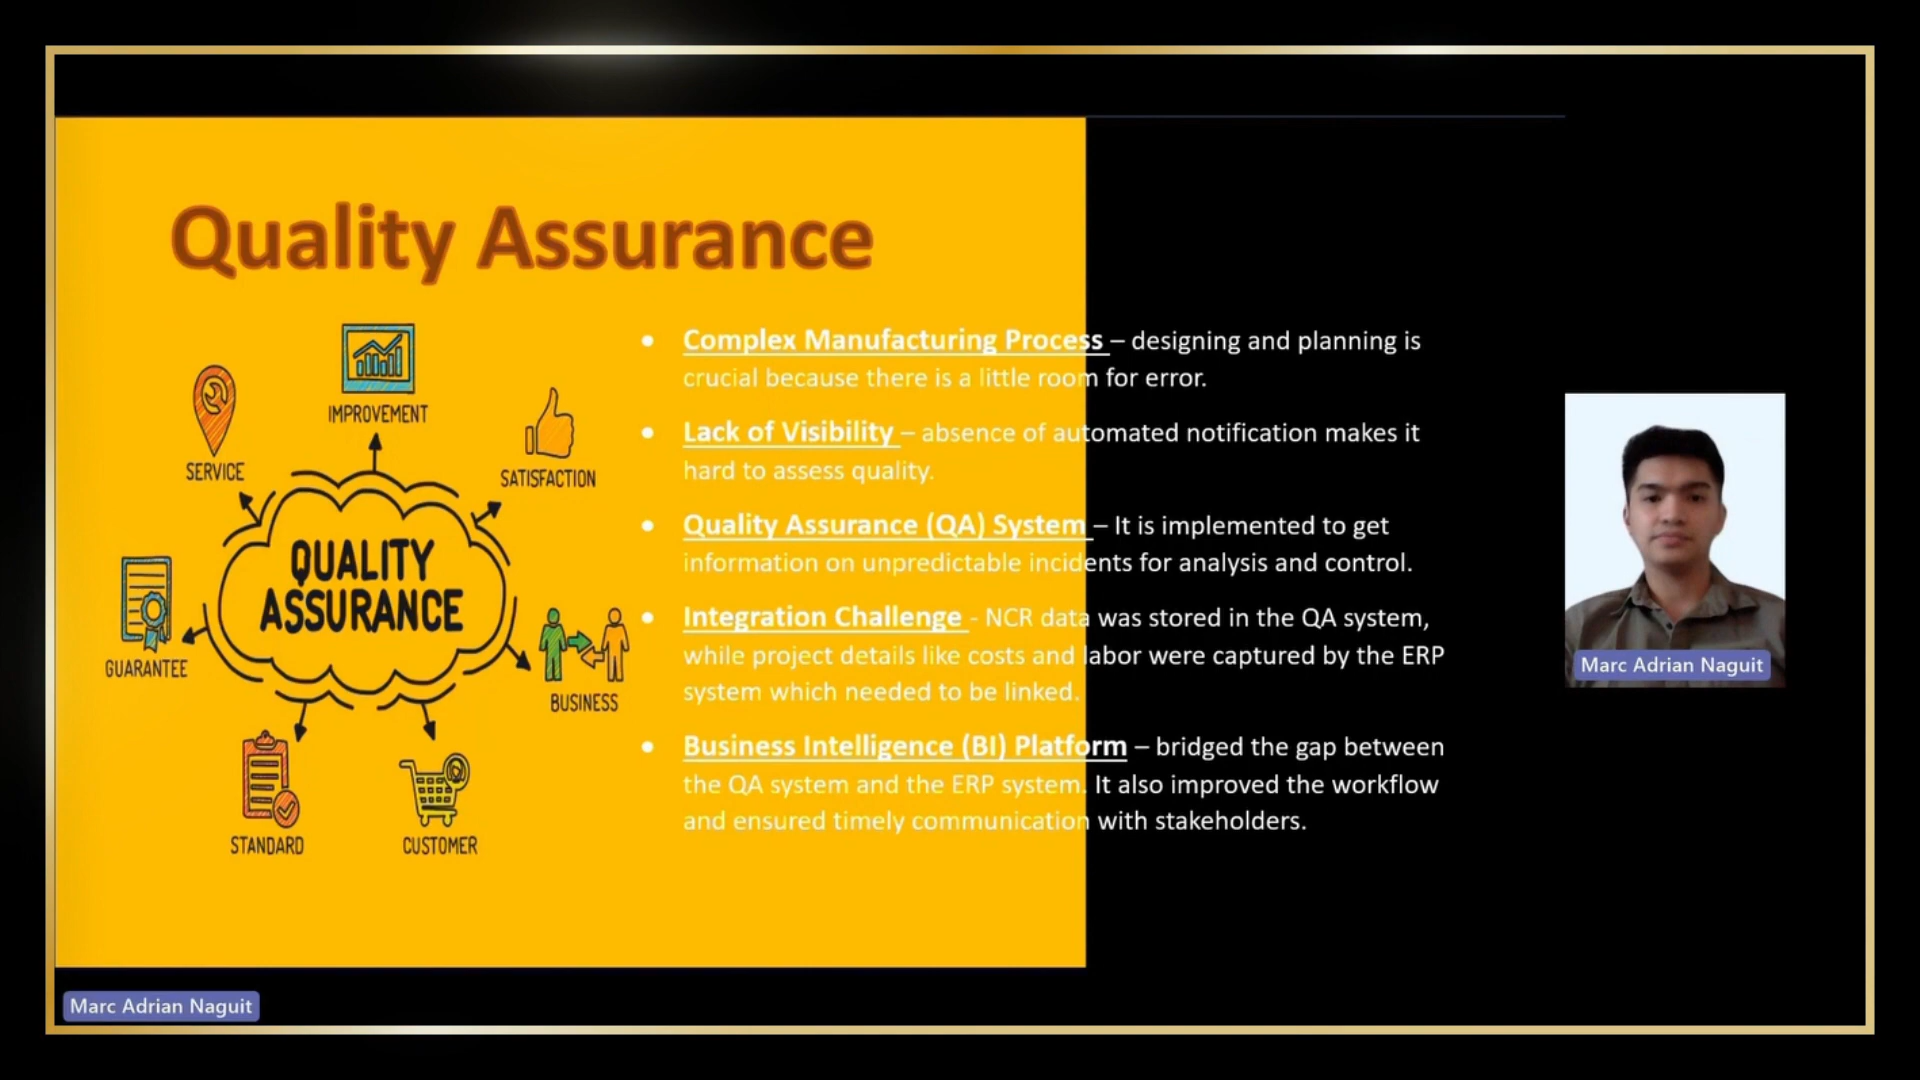 Quality Assurance
IMPROVEMENT
SERVICE
SATISFACTION
QUALITY
ASSURANCE
GUARANTEE
BUSINESS
STANDARD
CUSTOMER
• Complex Manufacturing Process – designing and planning is
crucial because there is a little room for error.
• Lack of Visibility – absence of automated notification makes it
hard to assess quality.
• Quality Assurance (QA) System – It is implemented to get
information on unpredictable incidents for analysis and control.
• Integration Challenge - NCR data was stored in the QA system,
while project details like costs and labor were captured by the ERP
system which needed to be linked.
• Business Intelligence (BI) Platform – bridged the gap between
the QA system and the ERP system. It also improved the workflow
and ensured timely communication with stakeholders.
Marc Adrian Naguit
Marc Adrian Naguit